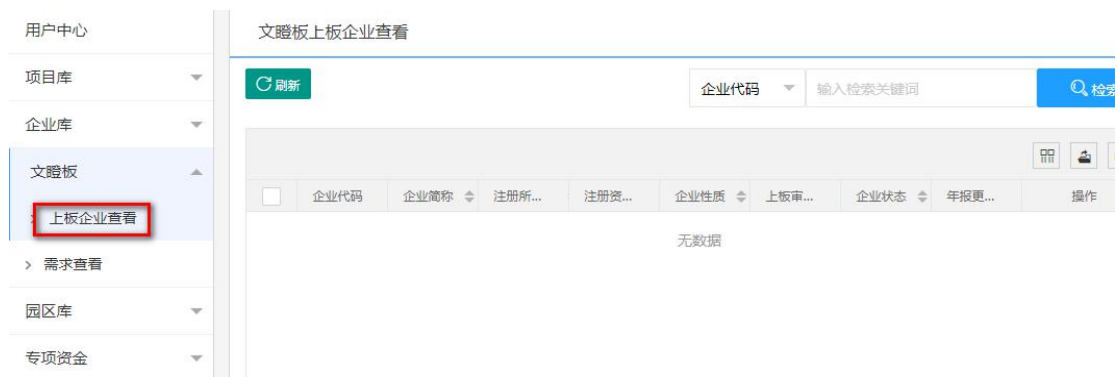 用户中心
项目库
企业库
文瞪板
上板企业查看
需求查看
园区库
专项资金
文瞪板上板企业查看
刷新
企业代码 输入检索关键词 检索
企业代码 企业简称 注册所... 注册资... 企业性质 上板审... 企业状态 年报更... 操作
无数据